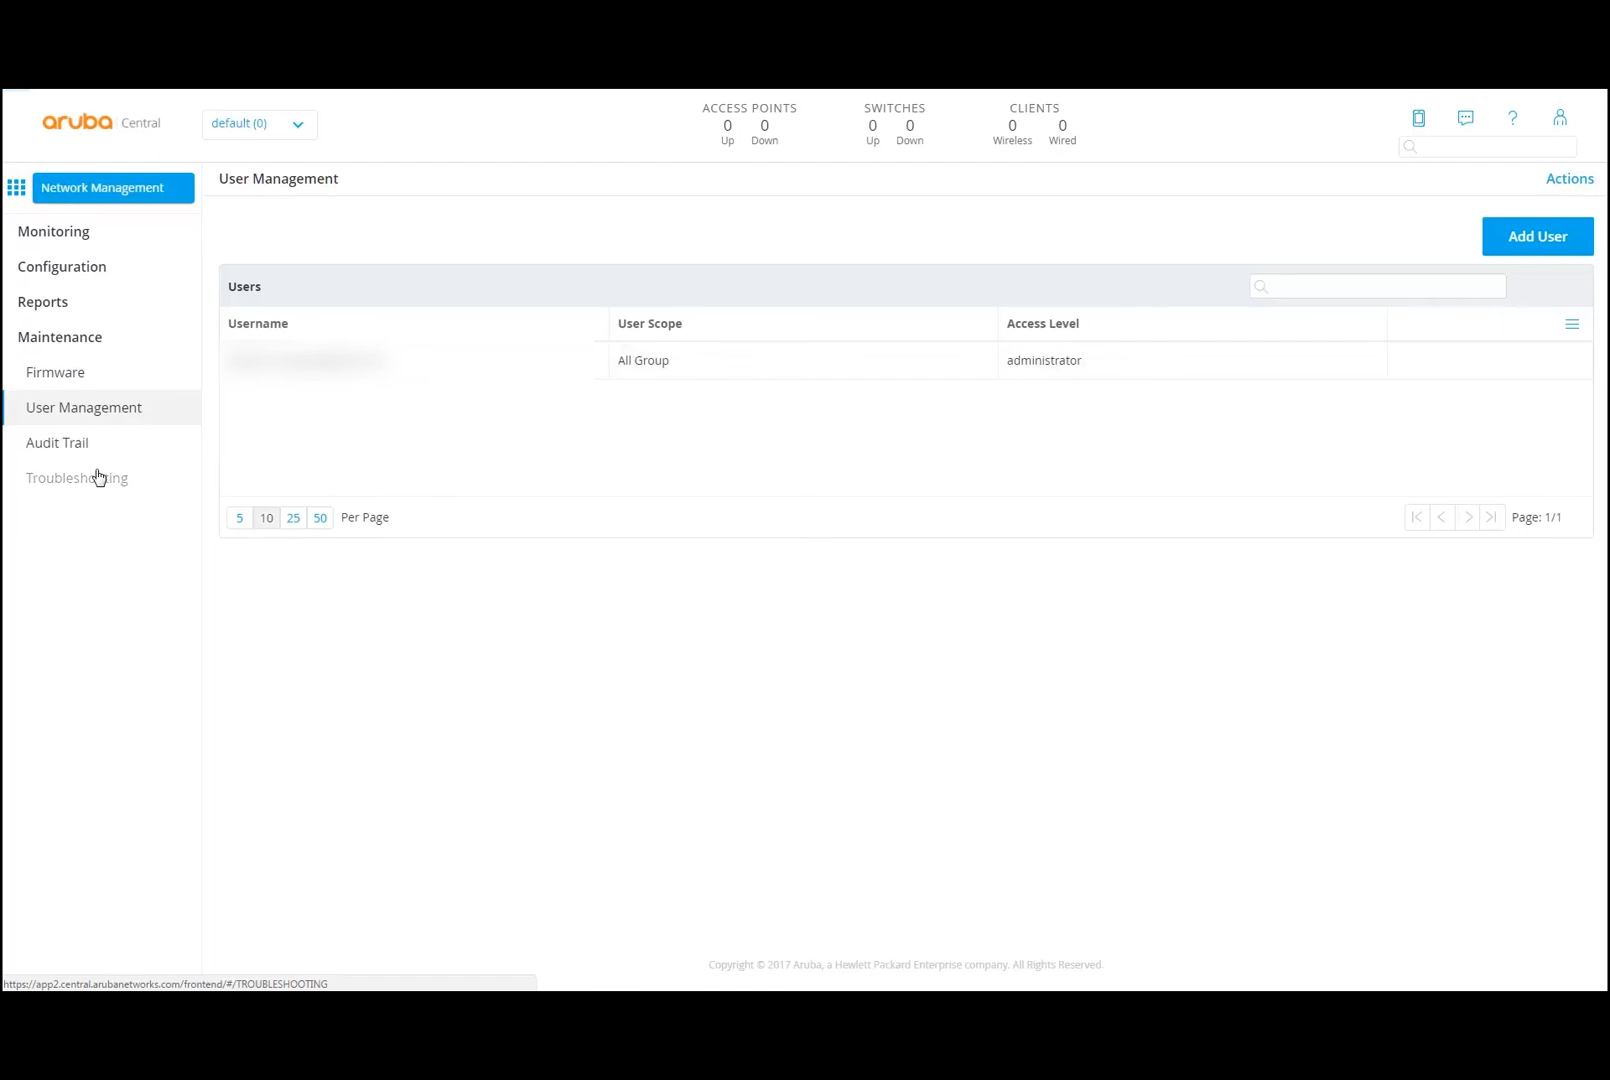 aruba Central
default (0)
ACCESS POINTS
0 0
Up Down
SWITCHES
0 0
Up Down
CLIENTS
0 0
Wireless Wired
Network Management
User Management
Actions
Monitoring
Configuration
Reports
Maintenance
Firmware
User Management
Audit Trail
Troubleshooting
Add User
Users
Username User Scope Access Level
All Group administrator
5 10 25 50 Per Page
Page: 1/1
Copyright © 2017 Aruba, a Hewlett Packard Enterprise company. All Rights Reserved.
https://app2.central.arubanetworks.com/frontend/#/TROUBLESHOOTING